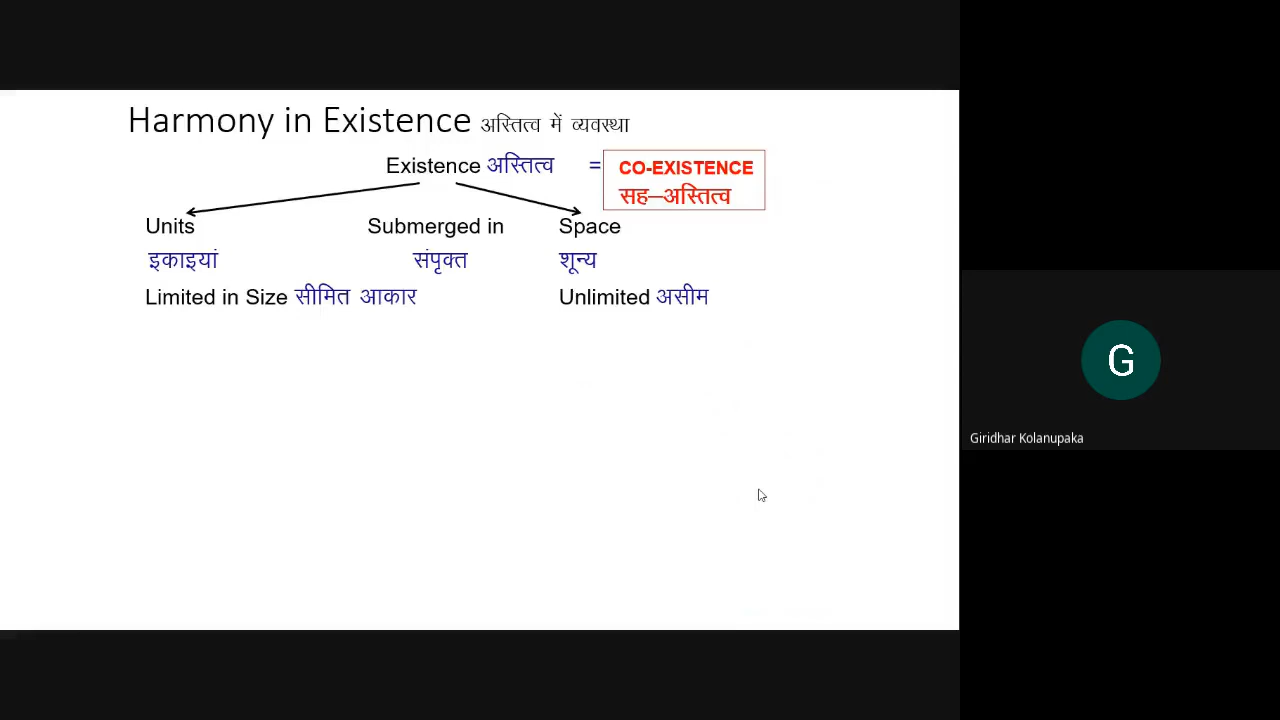 Harmony in Existence अस्तित्व में व्यवस्था
Existence अस्तित्व = CO-EXISTENCE
सह–अस्तित्व
Units Submerged in Space
इकाइयां संपृक्त शून्य
Limited in Size सीमित आकार Unlimited असीम
G
Giridhar Kolanupaka